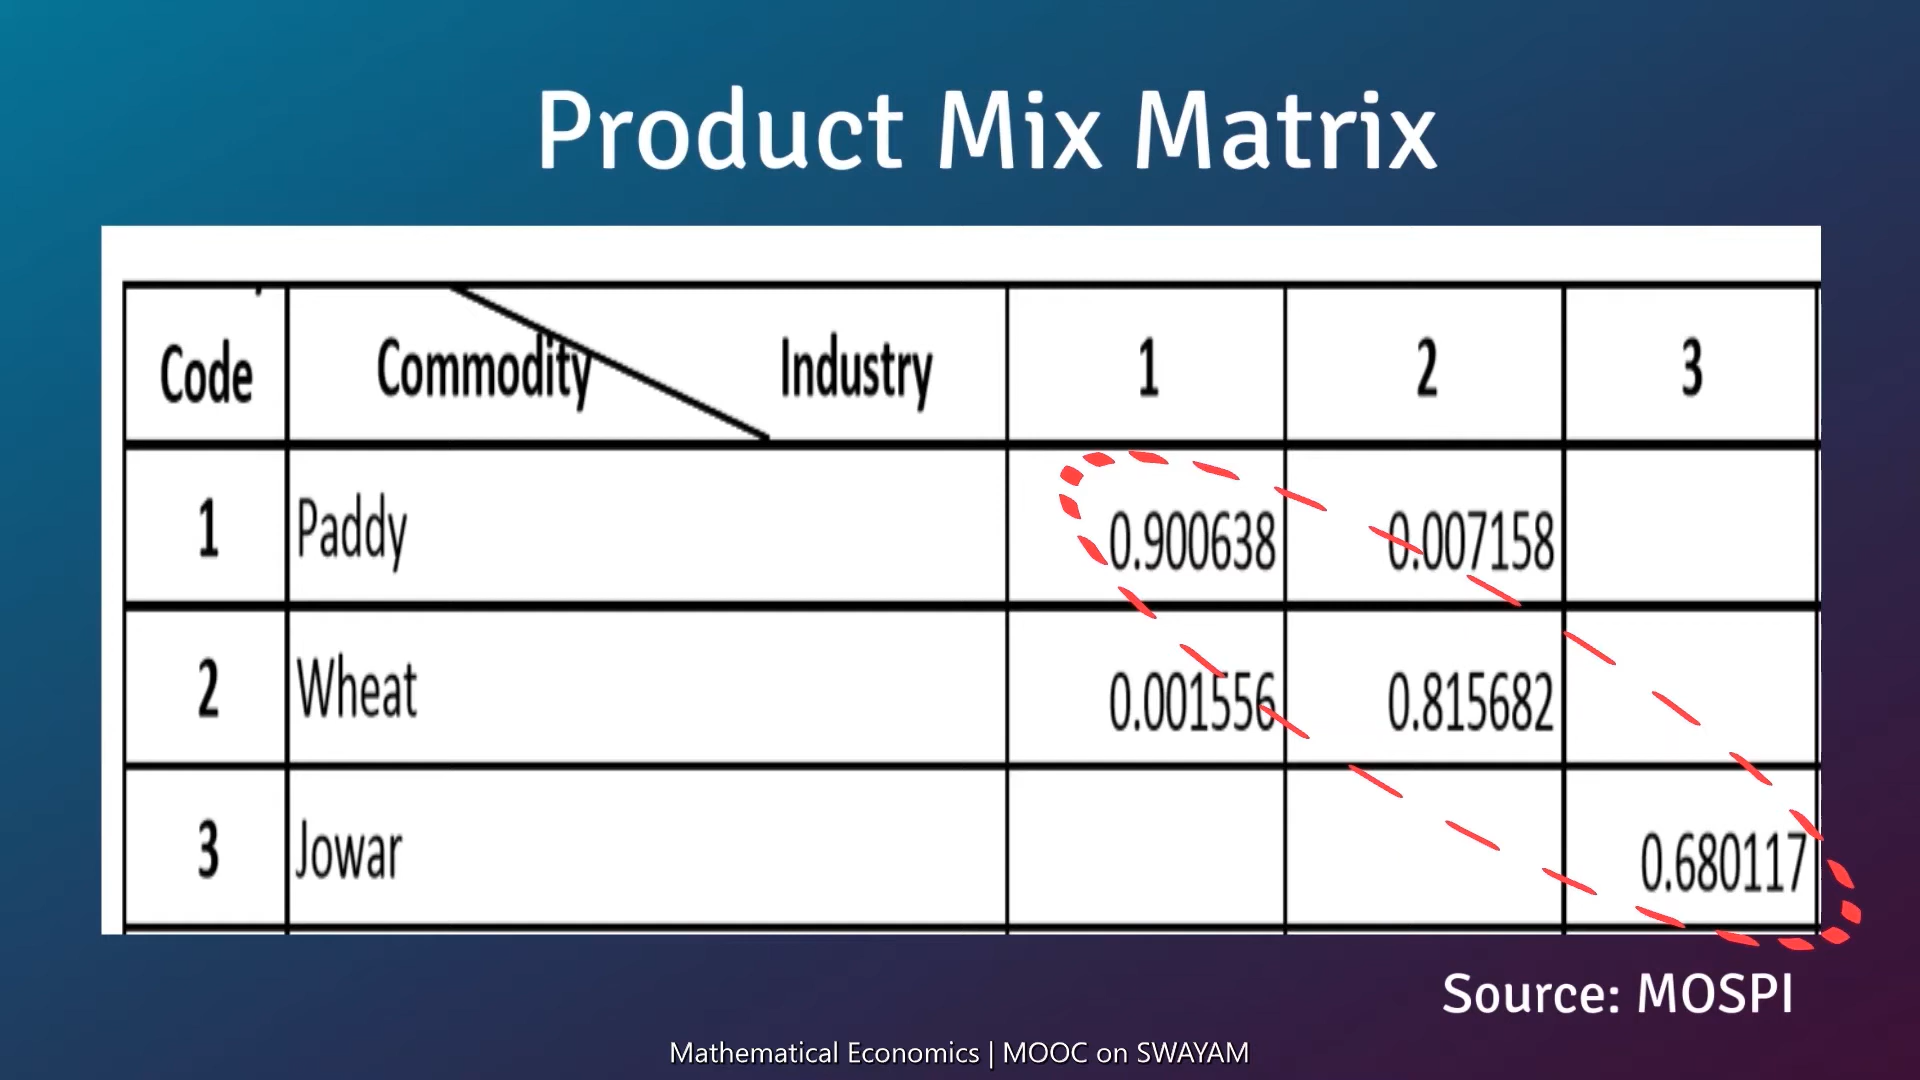 Product Mix Matrix
Code Commodity Industry 1 2 3
1 Paddy 0.900638 0.007158
2 Wheat 0.001556 0.815682
3 Jowar 0.680117
Source: MOSPI
Mathematical Economics | MOOC on SWAYAM